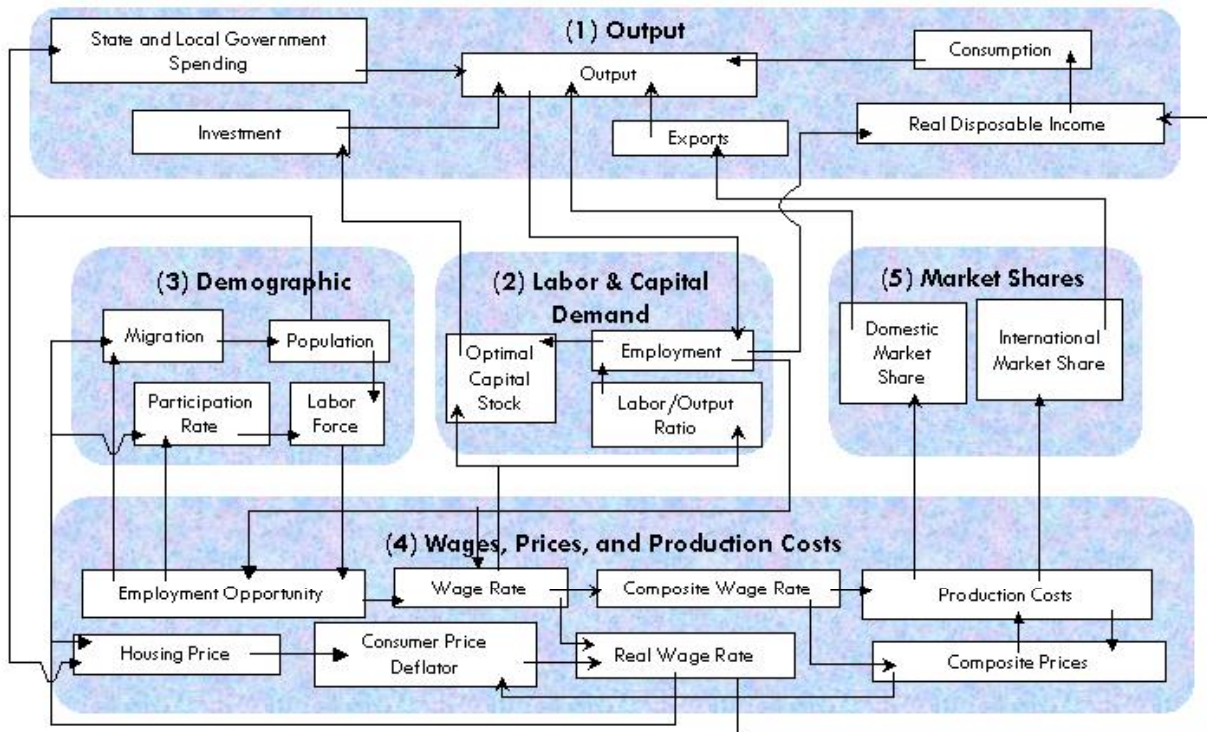 (1) Output
State and Local Government
Spending
Output
Consumption
Investment
Exports
Real Disposable Income
(3) Demographic
Migration
Population
Participation
Rate
Labor
Force
(2) Labor & Capital
Demand
Optimal
Capital
Stock
Employment
Labor/Output
Ratio
(5) Market Shares
Domestic
Market
Share
International
Market Share
(4) Wages, Prices, and Production Costs
Employment Opportunity
Wage Rate
Composite Wage Rate
Production Costs
Housing Price
Consumer Price
Deflator
Real Wage Rate
Composite Prices